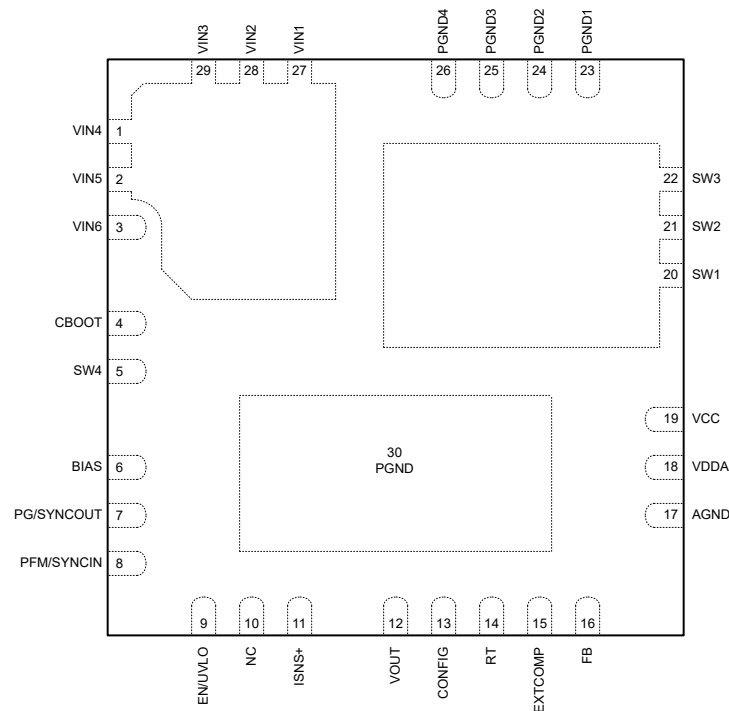 VIN3
VIN2
VIN1
PGND4
PGND3
PGND2
PGND1
29
28
27
26
25
24
23
VIN4 1
VIN5 2
VIN6 3
CBOOT 4
SW4 5
BIAS 6
PG/SYNCOUT 7
PFM/SYNCIN 8
22 SW3
21 SW2
20 SW1
30
PGND
19 VCC
18 VDDA
17 AGND
9
10
11
12
13
14
15
16
EN/UVLO
NC
ISNS+
VOUT
CONFIG
RT
EXTCOMP
FB